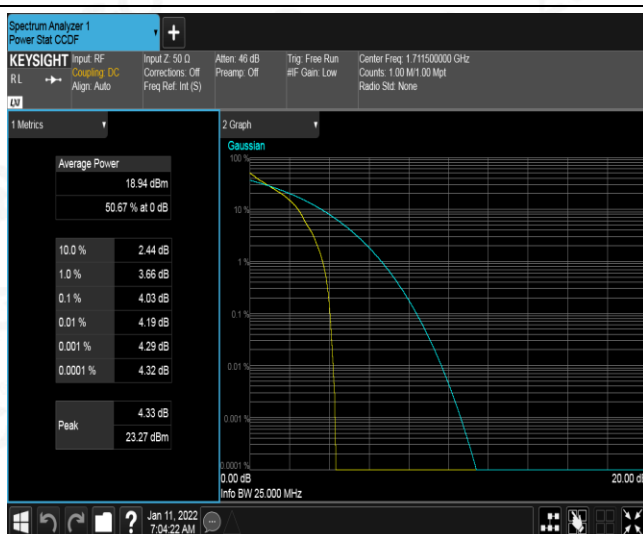 Spectrum Analyzer 1
Power Stat CCDF
+
KEYSIGHT
RL
LXI
Input: RF
Coupling: DC
Align: Auto
Input Z: 50 Ω
Corrections: Off
Freq Ref: Int (S)
Atten: 46 dB
Preamp: Off
Trig: Free Run
#IF Gain: Low
Center Freq: 1.711500000 GHz
Counts: 1.00 M/1.00 Mpt
Radio Std: None
1 Metrics
Average Power
18.94 dBm
50.67 % at 0 dB
10.0 % 2.44 dB
1.0 % 3.66 dB
0.1 % 4.03 dB
0.01 % 4.19 dB
0.001 % 4.29 dB
0.0001 % 4.32 dB
Peak
4.33 dB
23.27 dBm
2 Graph
Gaussian
100 %
10 %
1 %
0.1 %
0.01 %
0.001 %
0.0001 %
0.00 dB
20.00 dB
Info BW 25.000 MHz
?
Jan 11, 2022
7:04:22 AM